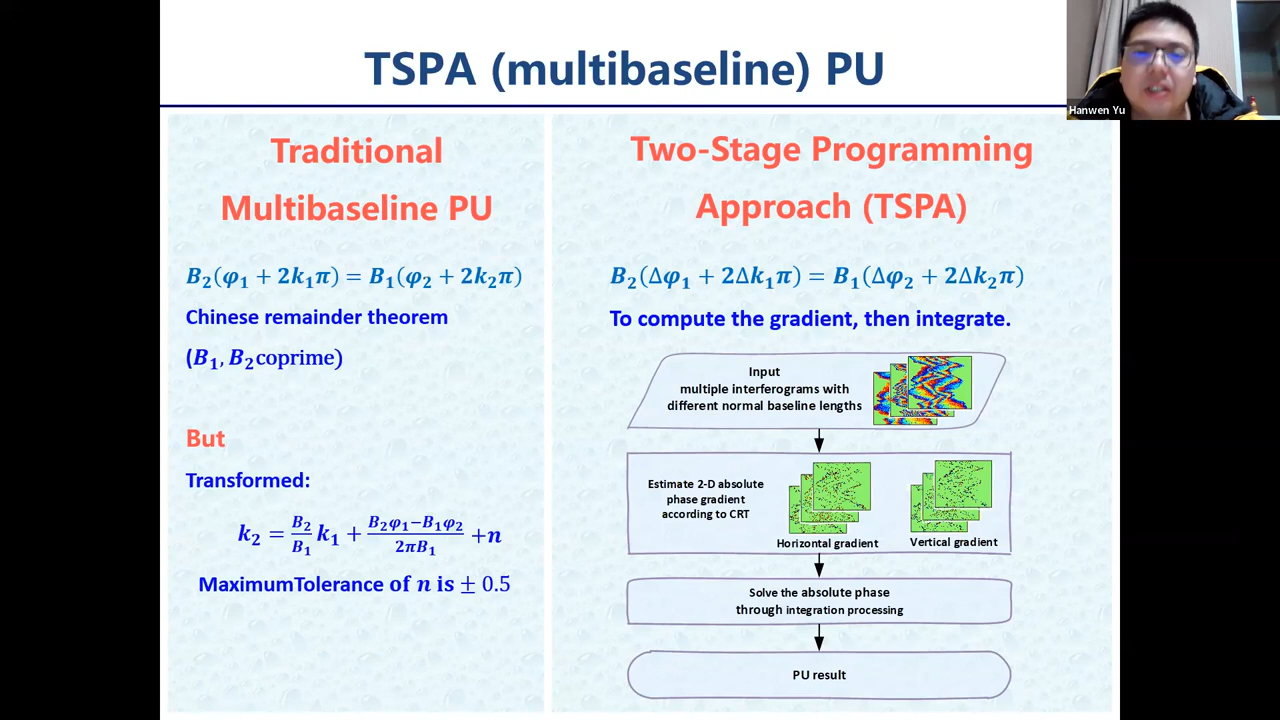 TSPA (multibaseline) PU
Hanwen Yu
Traditional
Multibaseline PU
B₂(φ₁ + 2k₁π) = B₁(φ₂ + 2k₂π)
Chinese remainder theorem
(B₁, B₂ coprime)
But
Transformed:
k₂ = B₂/B₁ k₁ + B₂φ₁−B₁φ₂/2πB₁ +n
MaximumTolerance of n is ± 0.5
Two-Stage Programming
Approach (TSPA)
B₂(Δφ₁ + 2Δk₁π) = B₁(Δφ₂ + 2Δk₂π)
To compute the gradient, then integrate.
Input
multiple interferograms with
different normal baseline lengths
Estimate 2-D absolute
phase gradient
according to CRT
Horizontal gradient
Vertical gradient
Solve the absolute phase
through integration processing
PU result